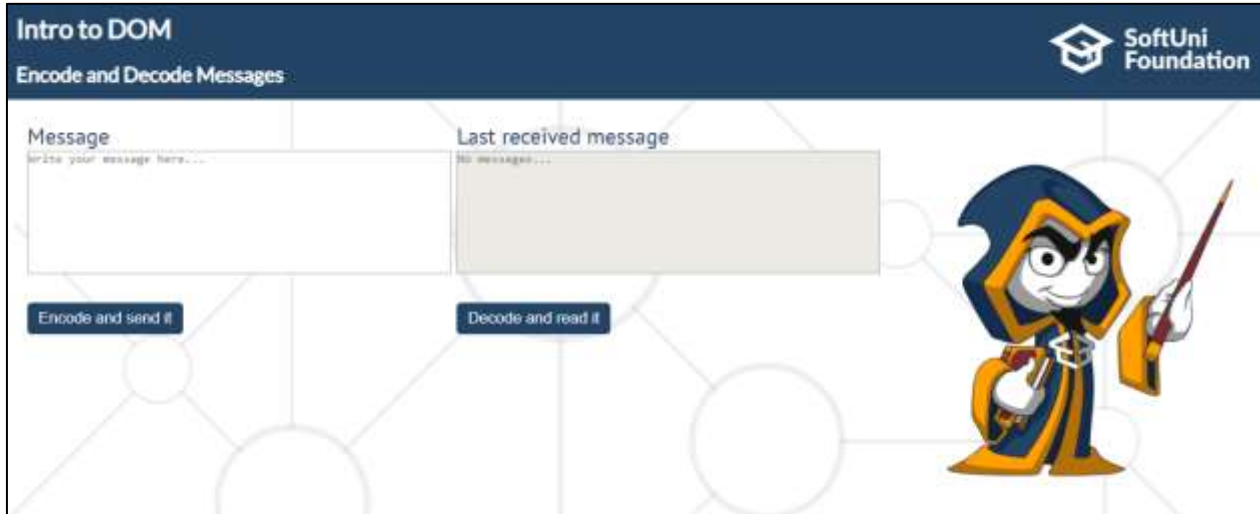 Intro to DOM
SoftUni
Foundation
Encode and Decode Messages
Message
Last received message
Write your message here...
No messages...
Encode and send it
Decode and read it